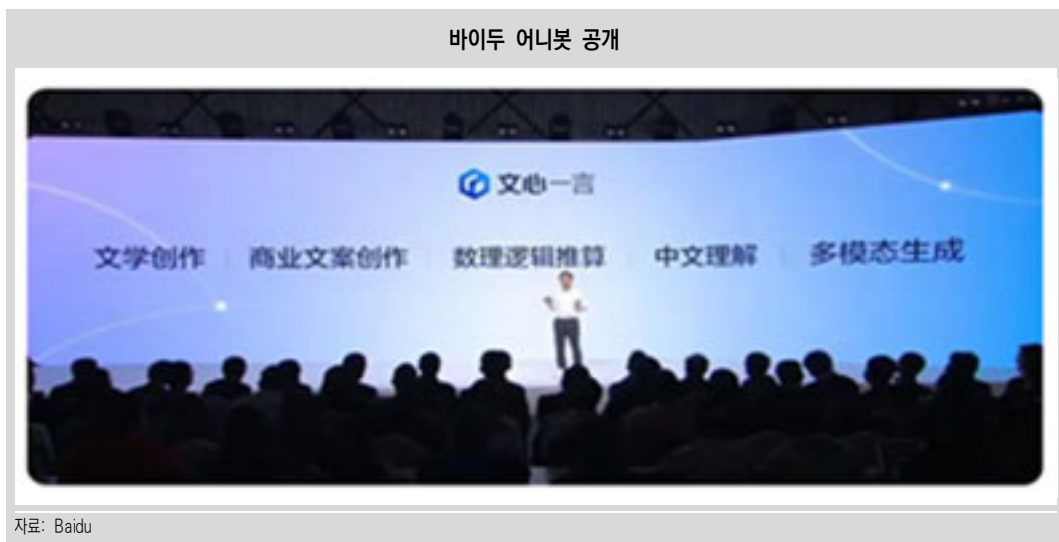 바이두 어니봇 공개
文心一言
文学创作 商业文案创作 数理逻辑推算 中文理解 多模态生成
자료: Baidu